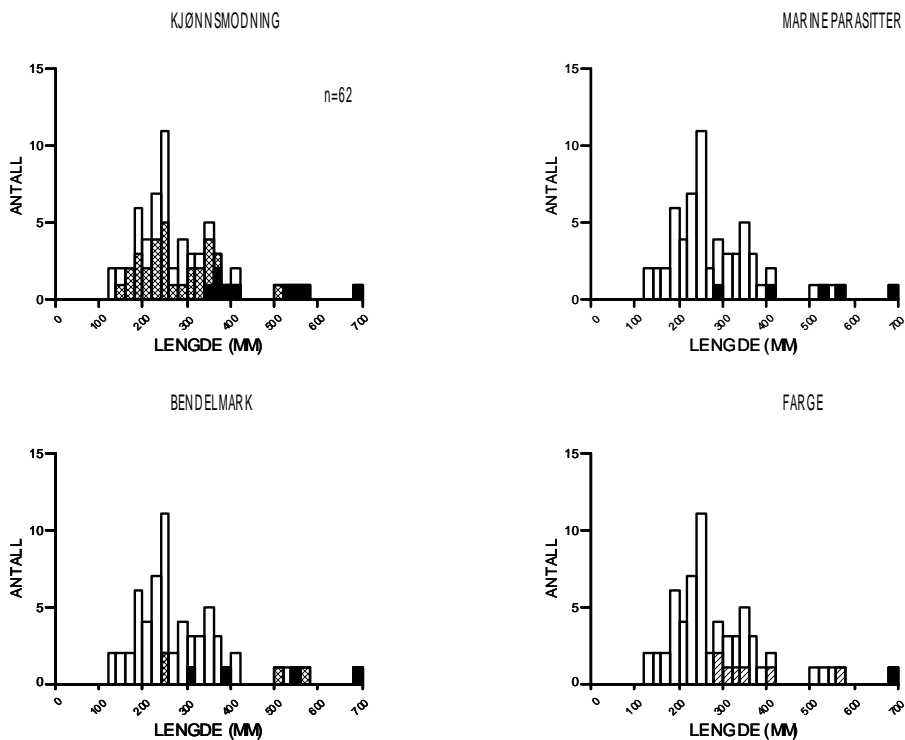 KJØNNSMODNING
MARINE PARASITTER
15
10
5
0
ANTALL
n=62
0 100 200 300 400 500 600 700
LENGDE (MM)
15
10
5
0
ANTALL
0 100 200 300 400 500 600 700
LENGDE (MM)
BENDELMARK
FARGE
15
10
5
0
ANTALL
0 100 200 300 400 500 600 700
LENGDE (MM)
15
10
5
0
ANTALL
0 100 200 300 400 500 600 700
LENGDE (MM)